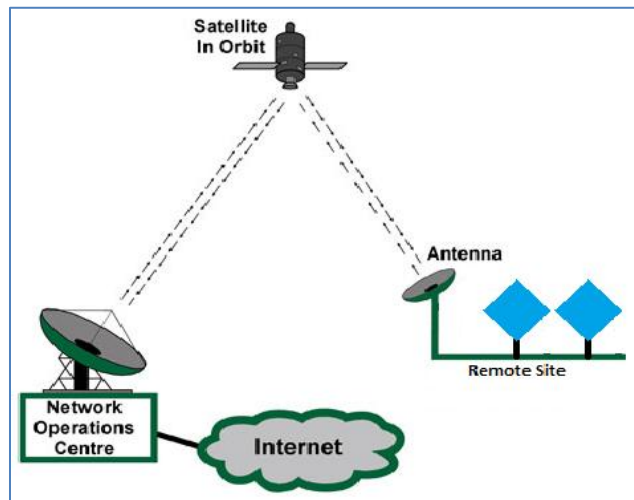 Satellite
In Orbit
Antenna
Remote Site
Network
Operations
Centre
Internet